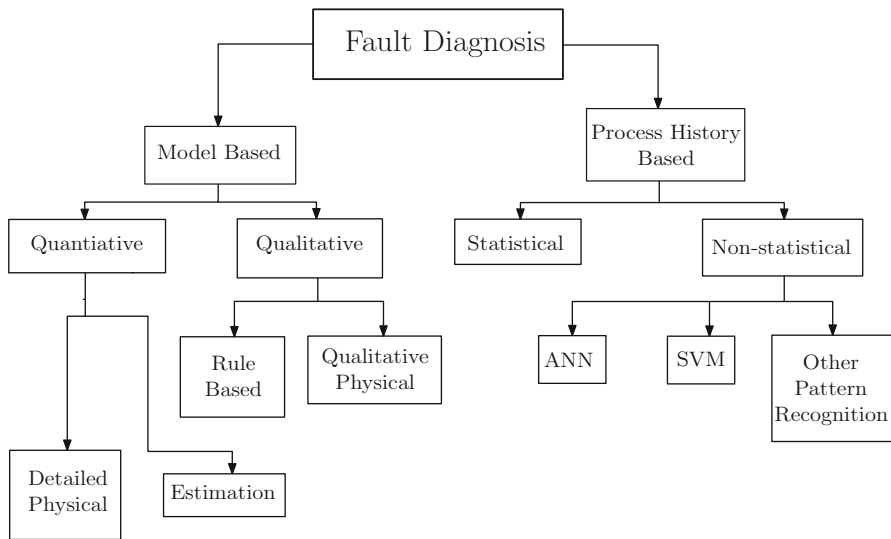 Fault Diagnosis
Model Based
Process History
Based
Quantiative
Qualitative
Statistical
Non-statistical
Rule
Based
Qualitative
Physical
ANN
SVM
Other
Pattern
Recognition
Detailed
Physical
Estimation